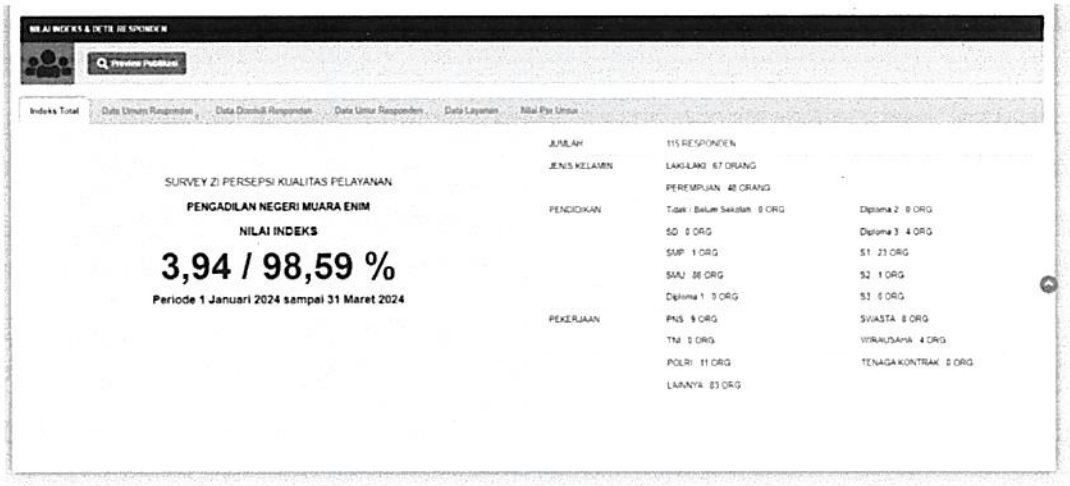 NILAI INDEKS & DETIL RESPONDEN
Preview Publikasi
Indeks Total
Data Umum Responden
Data Domisili Responden
Data Umur Responden
Data Layanan
Nilai Per Unsur
SURVEY ZI PERSEPSI KUALITAS PELAYANAN
PENGADILAN NEGERI MUARA ENIM
NILAI INDEKS
3,94 / 98,59 %
Periode 1 Januari 2024 sampai 31 Maret 2024
JUMLAH 115 RESPONDEN
JENIS KELAMIN LAKI-LAKI 67 ORANG
PEREMPUAN 48 ORANG
PENDIDIKAN Tidak / Belum Sekolah 0 ORG Diploma 2 0 ORG
SD 0 ORG Diploma 3 4 ORG
SMP 1 ORG S1 23 ORG
SMU 86 ORG S2 1 ORG
Diploma 1 0 ORG S3 0 ORG
PEKERJAAN PNS 9 ORG SWASTA 8 ORG
TNI 0 ORG WIRAUSAHA 4 ORG
POLRI 11 ORG TENAGA KONTRAK 0 ORG
LAINNYA 83 ORG